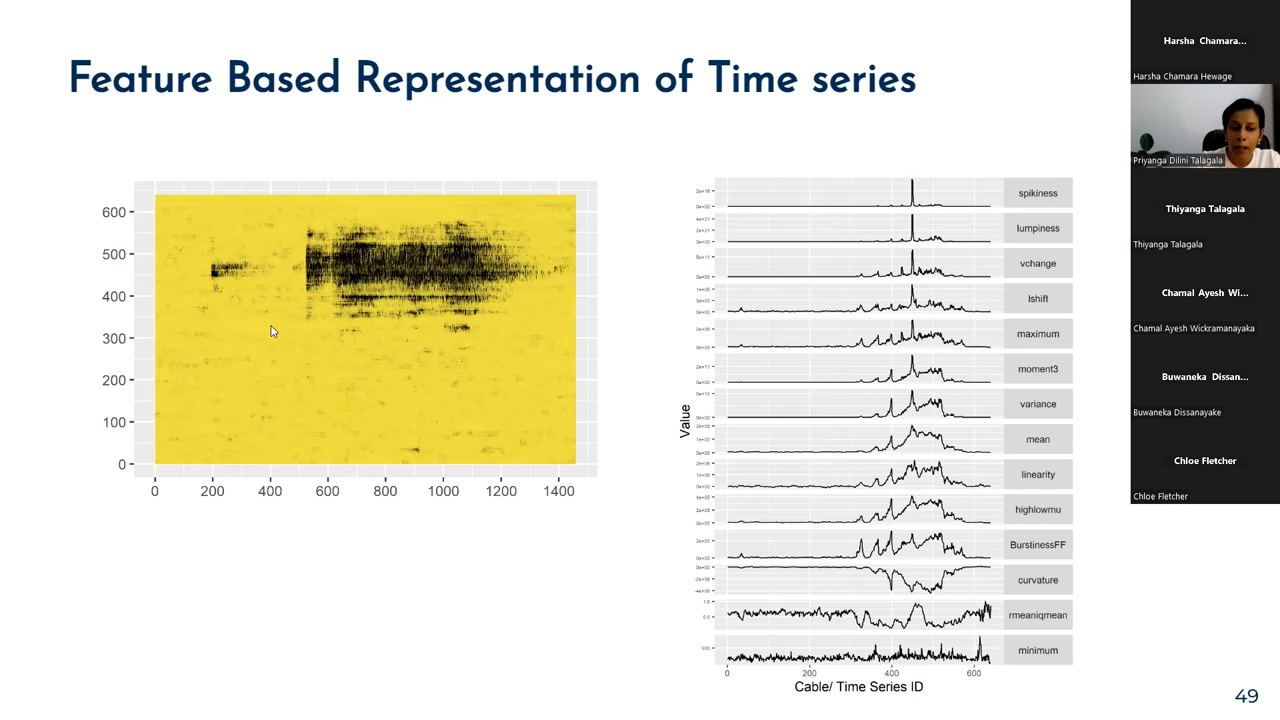 Feature Based Representation of Time series
600
500
400
300
200
100
0
0 200 400 600 800 1000 1200 1400
Value
spikiness
lumpiness
vchange
lshift
maximum
moment3
variance
mean
linearity
highlowmu
BurstinessFF
curvature
rmeaniqmean
minimum
0 200 400 600
Cable/ Time Series ID
49
Harsha Chamara...
Harsha Chamara Hewage
Priyanga Dilini Talagala
Thiyanga Talagala
Thiyanga Talagala
Chamal Ayesh Wi...
Chamal Ayesh Wickramanayaka
Buwaneka Dissan...
Buwaneka Dissanayake
Chloe Fletcher
Chloe Fletcher